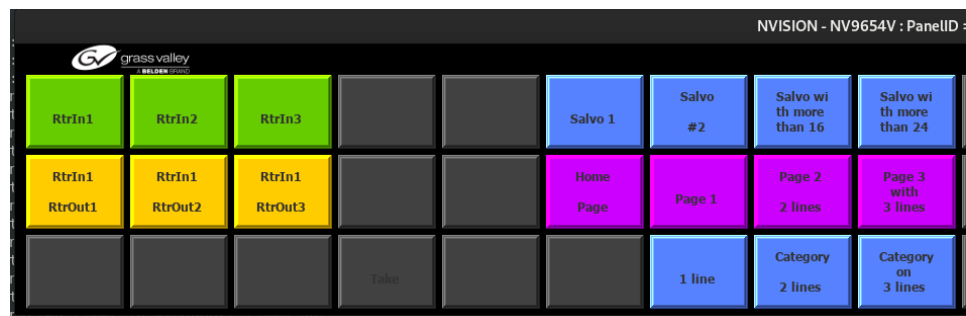 NVISION - NV9654V : PanelID =
GV grass valley
A BELDEN BRAND
RtrIn1
RtrIn2
RtrIn3
Salvo 1
Salvo
#2
Salvo wi
th more
than 16
Salvo wi
th more
than 24
RtrIn1
RtrOut1
RtrIn1
RtrOut2
RtrIn1
RtrOut3
Home
Page
Page 1
Page 2
2 lines
Page 3
with
3 lines
Take
1 line
Category
2 lines
Category
on
3 lines